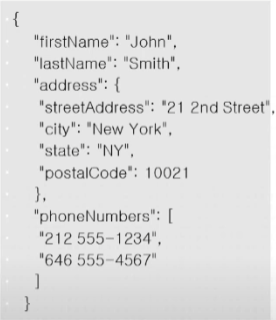 {
"firstName": "John",
"lastName": "Smith",
"address": {
"streetAddress": "21 2nd Street",
"city": "New York",
"state": "NY",
"postalCode": 10021
},
"phoneNumbers": [
"212 555-1234",
"646 555-4567"
]
}